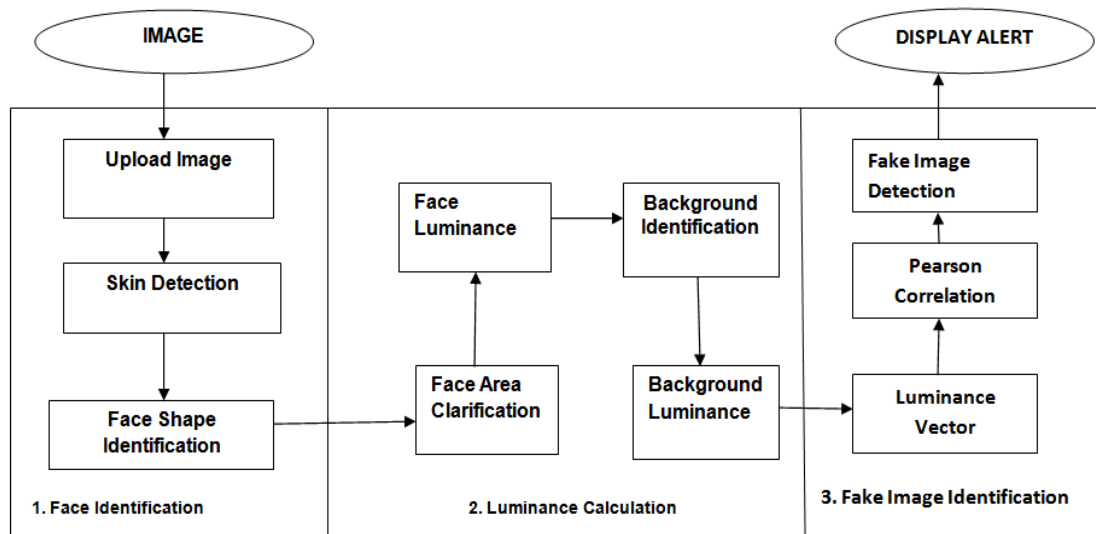 IMAGE
DISPLAY ALERT
Upload Image
Skin Detection
Face Shape
Identification
1. Face Identification
Face
Luminance
Background
Identification
Face Area
Clarification
Background
Luminance
2. Luminance Calculation
Fake Image
Detection
Pearson
Correlation
Luminance
Vector
3. Fake Image Identification